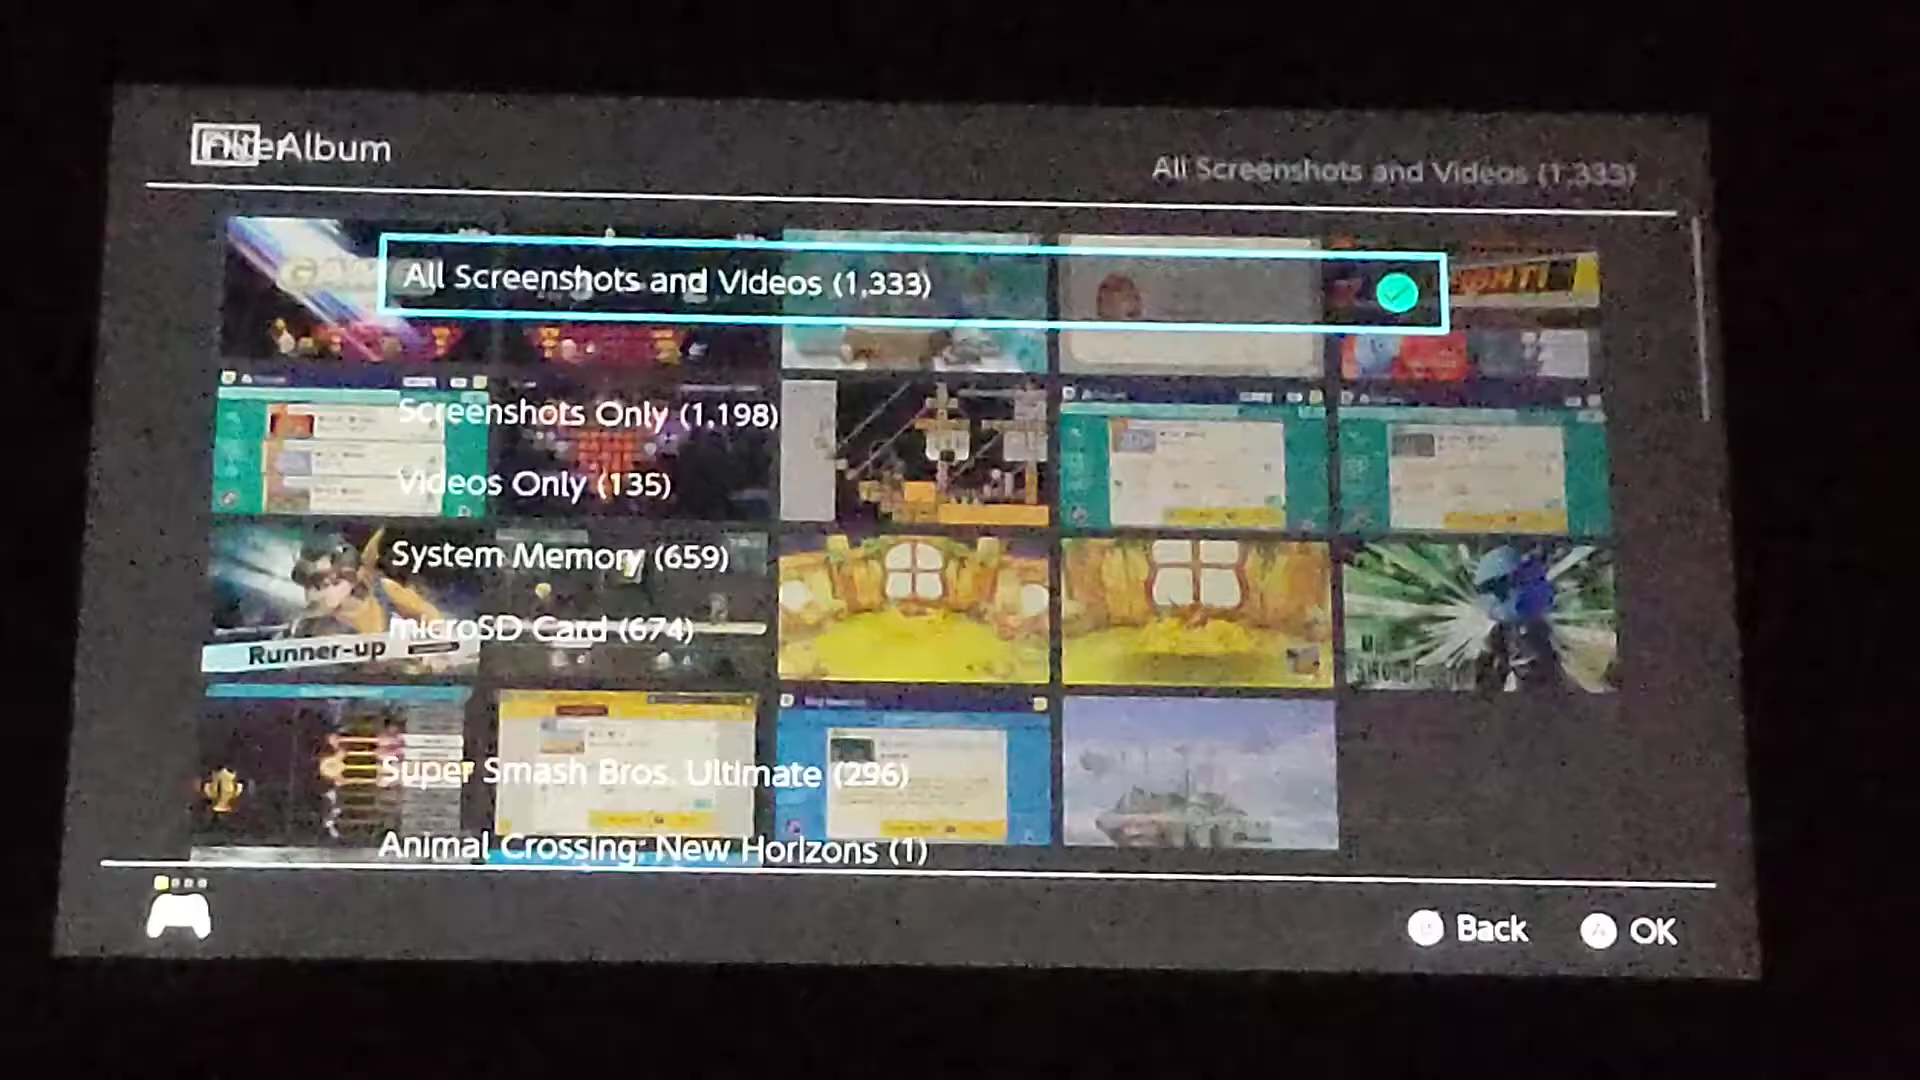 Filter Album
All Screenshots and Videos (1,333)
All Screenshots and Videos (1,333)
Screenshots Only (1,198)
Videos Only (135)
System Memory (659)
microSD Card (674)
Runner-up
Super Smash Bros. Ultimate (296)
Animal Crossing: New Horizons (1)
Back
OK